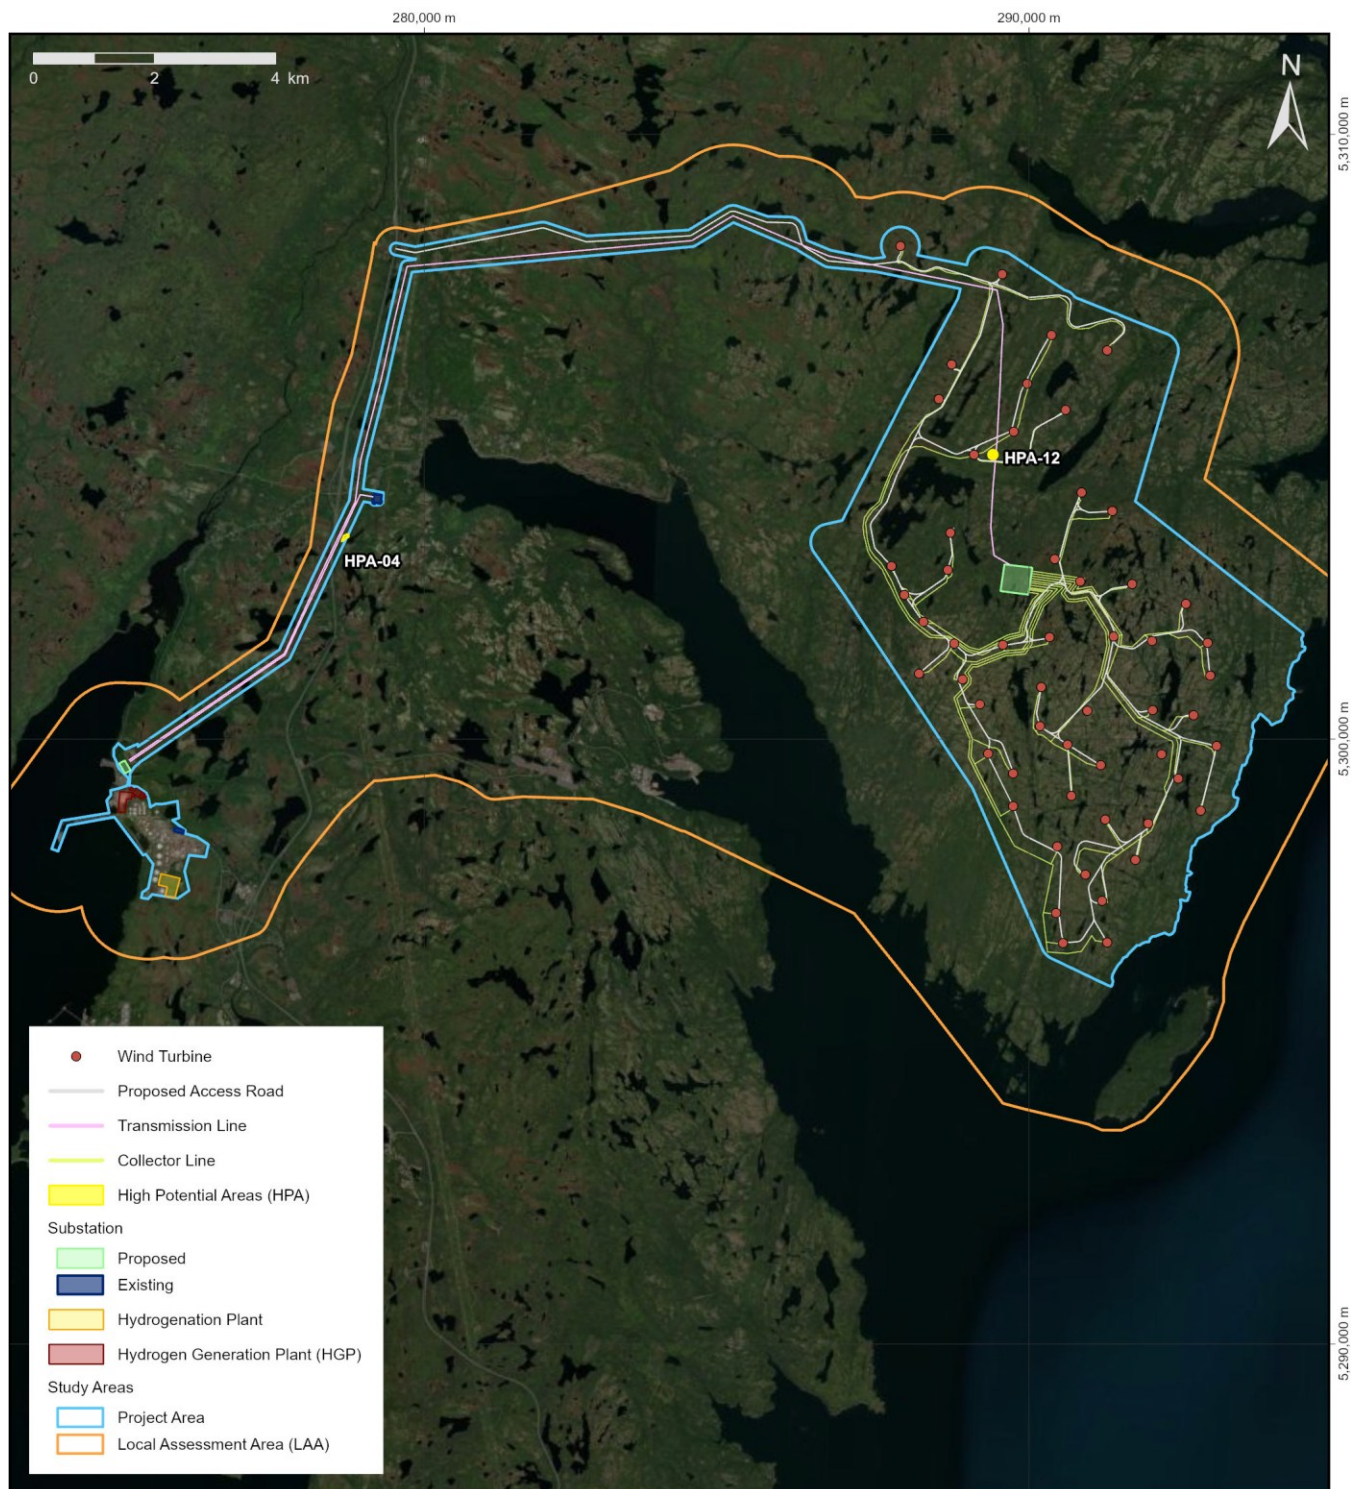 280,000 m
290,000 m
0 2 4 km
N
5,310,000 m
HPA-12
HPA-04
5,300,000 m
5,290,000 m
Wind Turbine
Proposed Access Road
Transmission Line
Collector Line
High Potential Areas (HPA)
Substation
Proposed
Existing
Hydrogenation Plant
Hydrogen Generation Plant (HGP)
Study Areas
Project Area
Local Assessment Area (LAA)